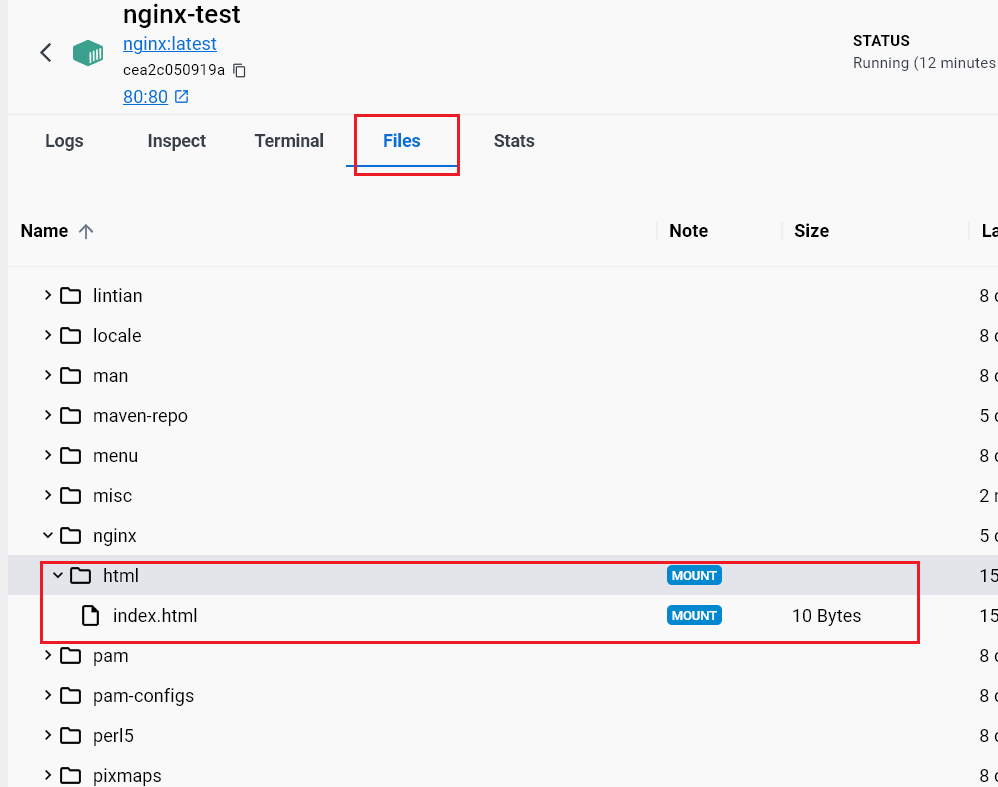 nginx-test
nginx:latest
cea2c050919a
80:80
STATUS
Running (12 minutes
Logs Inspect Terminal Files Stats
Name Note Size La
lintian 8 d
locale 8 d
man 8 d
maven-repo 5 d
menu 8 d
misc 2 m
nginx 5 d
html MOUNT 15
index.html MOUNT 10 Bytes 15
pam 8 d
pam-configs 8 d
perl5 8 d
pixmaps 8 d